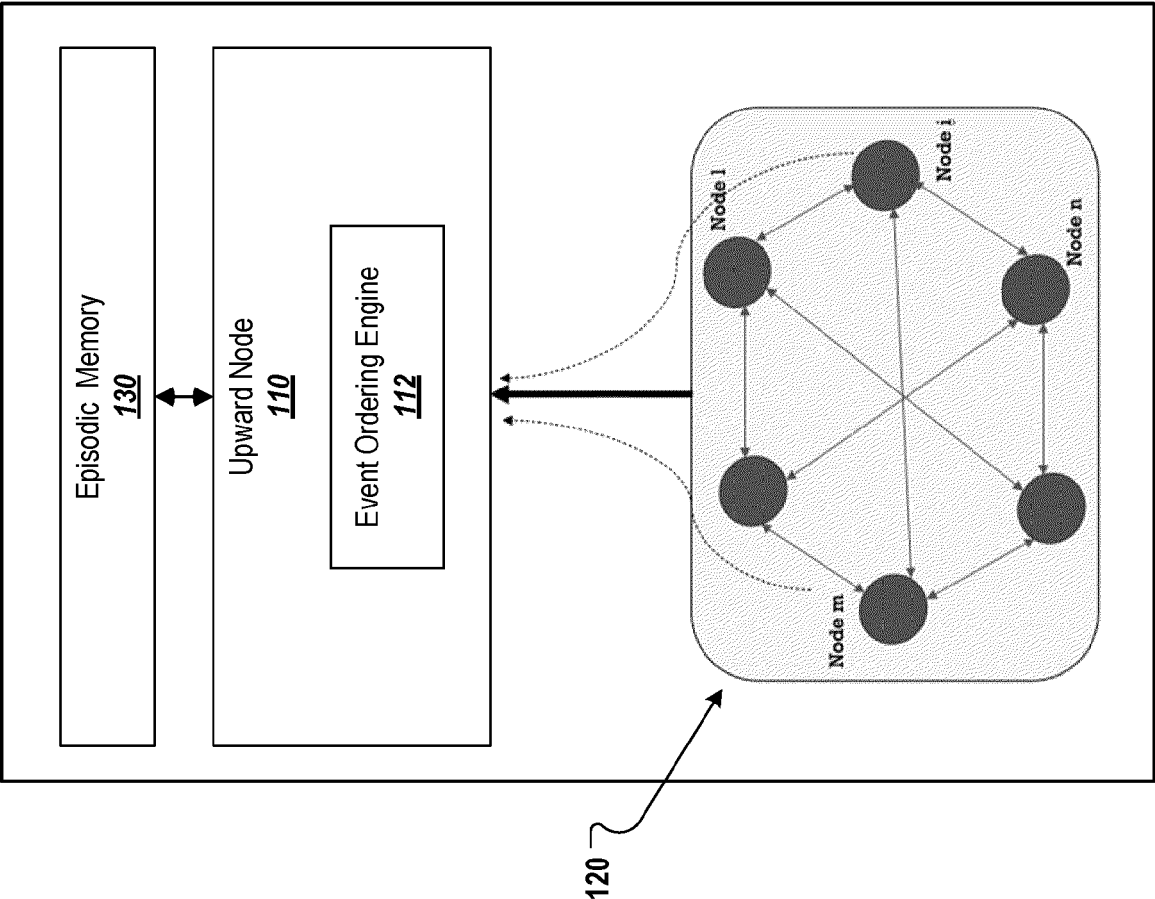 Episodic Memory
130
Upward Node
110
Event Ordering Engine
112
Node l
Node j
Node n
Node m
120